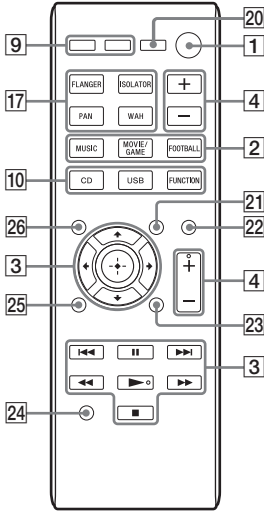 9 20 1
FLANGER ISOLATOR +
17 4
PAN WAH −
MUSIC MOVIE/GAME FOOTBALL 2
10 CD USB FUNCTION
26 21 22
3 + 4
25 − 23
3
24